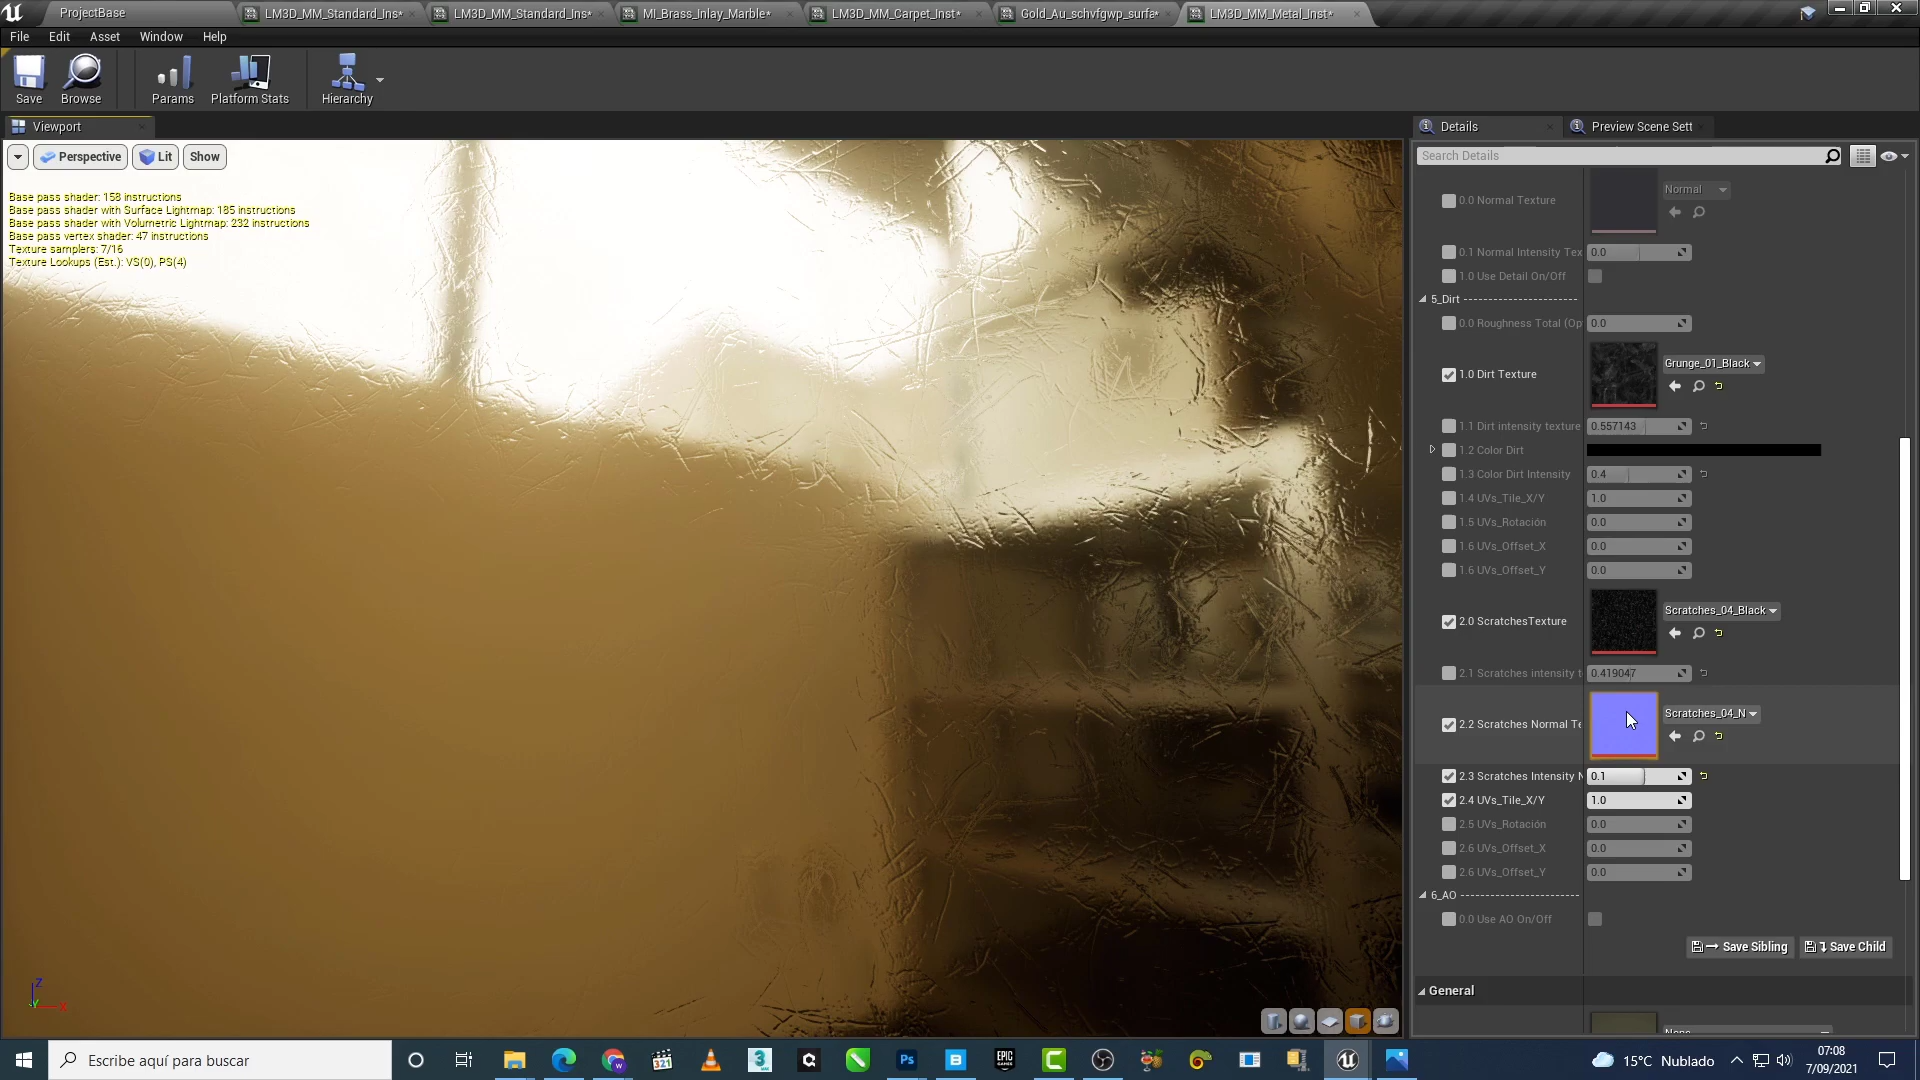 ProjectBase
LM3D_MM_Standard_Ins*
LM3D_MM_Standard_Ins*
MI_Brass_Inlay_Marble*
LM3D_MM_Carpet_Inst*
Gold_Au_schvfgwp_surfa*
LM3D_MM_Metal_Inst*
File Edit Asset Window Help
Save
Browse
Params
Platform Stats
Hierarchy
Viewport
Perspective
Lit
Show
Base pass shader: 158 instructions
Base pass shader with Surface Lightmap: 185 instructions
Base pass shader with Volumetric Lightmap: 232 instructions
Base pass vertex shader: 47 instructions
Texture samplers: 7/16
Texture Lookups (Est.): VS(0), PS(4)
Z
Y
X
Details
Preview Scene Sett
Search Details
0.0 Normal Texture
Normal
0.1 Normal Intensity Tex
0.0
1.0 Use Detail On/Off
5_Dirt ----------------------
0.0 Roughness Total (Op
0.0
1.0 Dirt Texture
Grunge_01_Black
1.1 Dirt intensity texture
0.557143
1.2 Color Dirt
1.3 Color Dirt Intensity
0.4
1.4 UVs_Tile_X/Y
1.0
1.5 UVs_Rotación
0.0
1.6 UVs_Offset_X
0.0
1.6 UVs_Offset_Y
0.0
2.0 ScratchesTexture
Scratches_04_Black
2.1 Scratches intensity t
0.419047
2.2 Scratches Normal Te
Scratches_04_N
2.3 Scratches Intensity N
0.1
2.4 UVs_Tile_X/Y
1.0
2.5 UVs_Rotación
0.0
2.6 UVs_Offset_X
0.0
2.6 UVs_Offset_Y
0.0
6_AO -----------------------
0.0 Use AO On/Off
Save Sibling
Save Child
General
Escribe aquí para buscar
321
3
Ps
B
EPIC
GAMES
15°C Nublado
07:08
7/09/2021